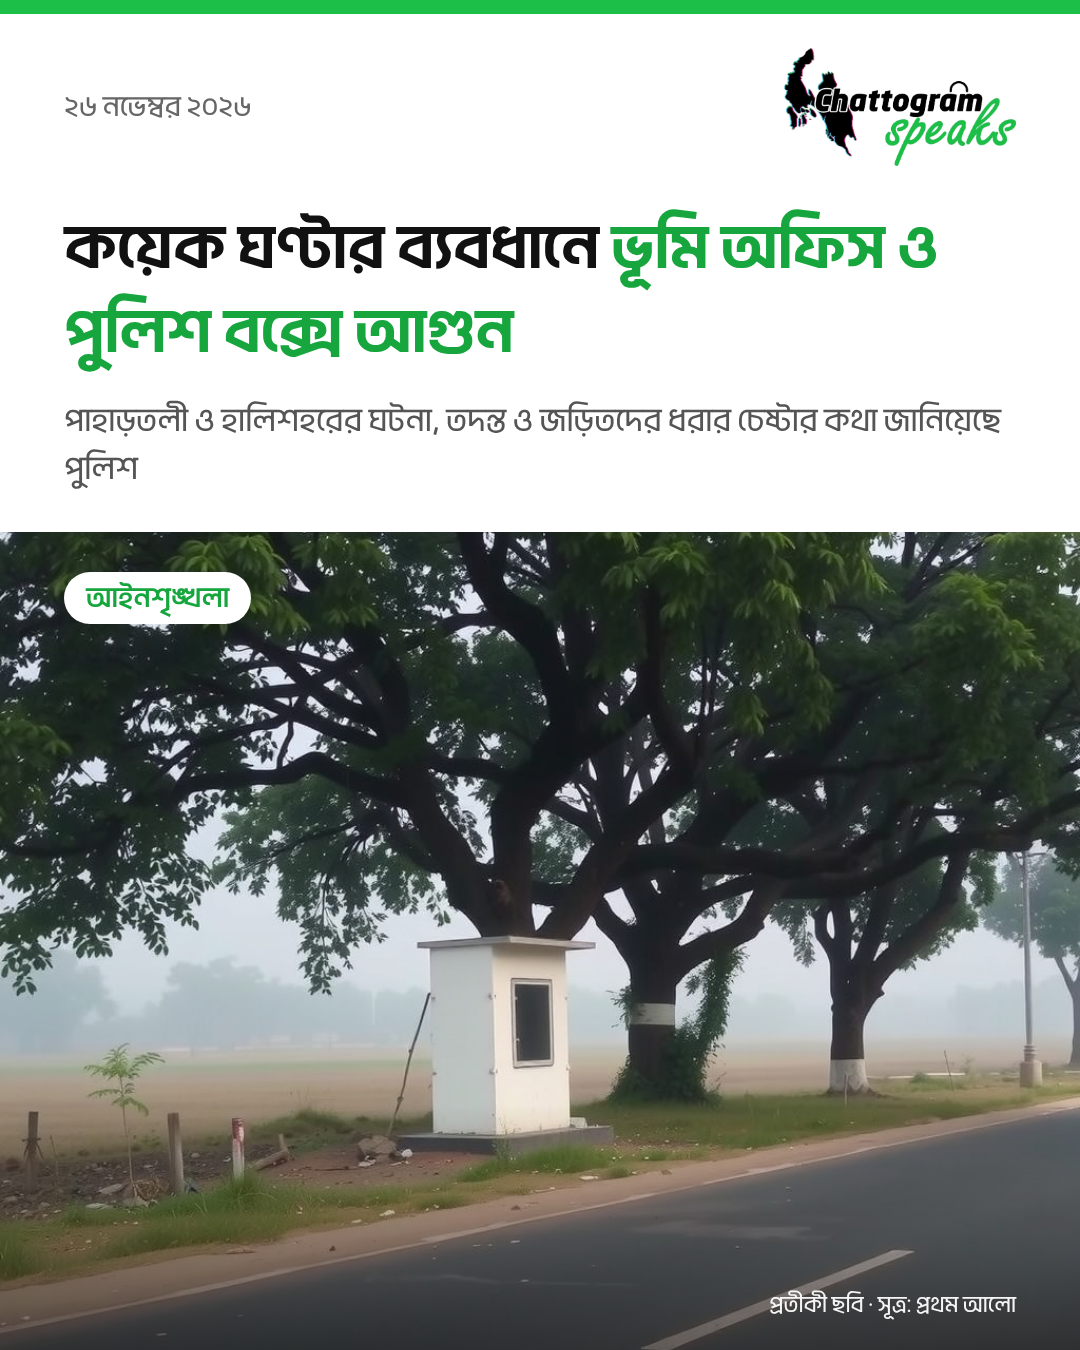 ২৬ নভেম্বর ২০২৬
Chattogram
speaks
কয়েক ঘণ্টার ব্যবধানে ভূমি অফিস ও
পুলিশ বক্সে আগুন
পাহাড়তলী ও হালিশহরের ঘটনা, তদন্ত ও জড়িতদের ধরার চেষ্টার কথা জানিয়েছে
পুলিশ
আইনশৃঙ্খলা
প্রতীকী ছবি · সূত্র: প্রথম আলো